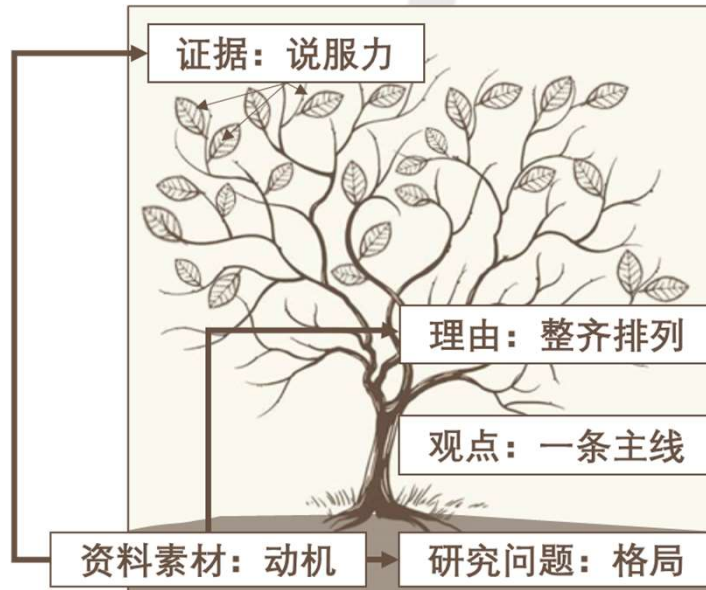 证据：说服力
理由：整齐排列
观点：一条主线
资料素材：动机
研究问题：格局